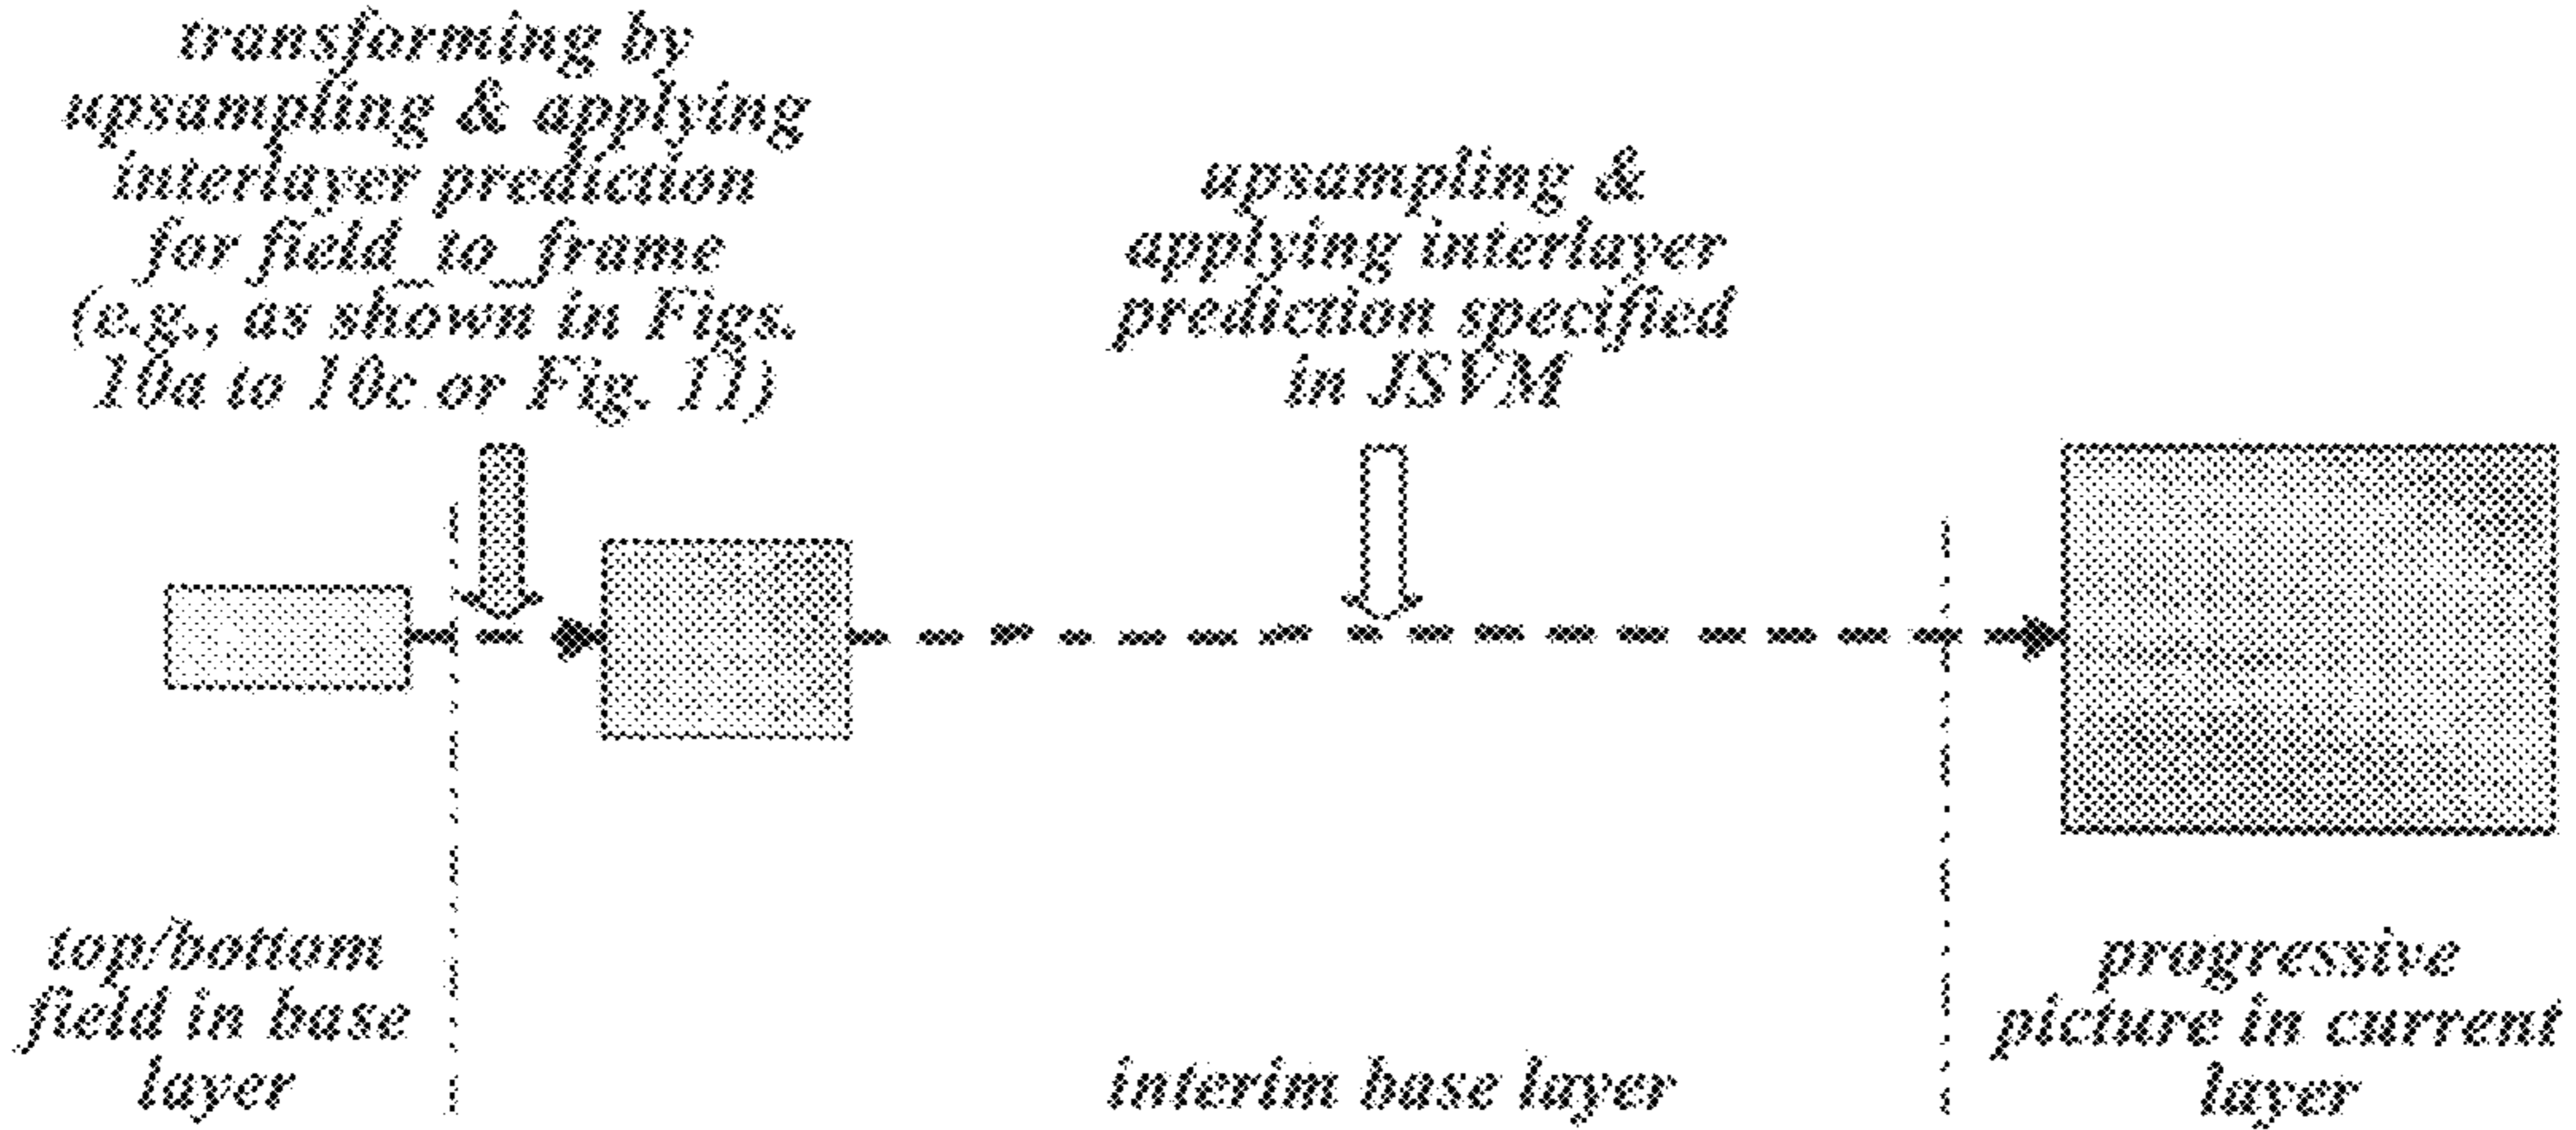 transforming by
upsampling & applying
interlayer prediction
for field_to_frame
(e.g., as shown in Figs.
10a to 10c or Fig. 11)
upsampling &
applying interlayer
prediction specified
in JSVM
top/bottom
field in base
layer
interim base layer
progressive
picture in current
layer